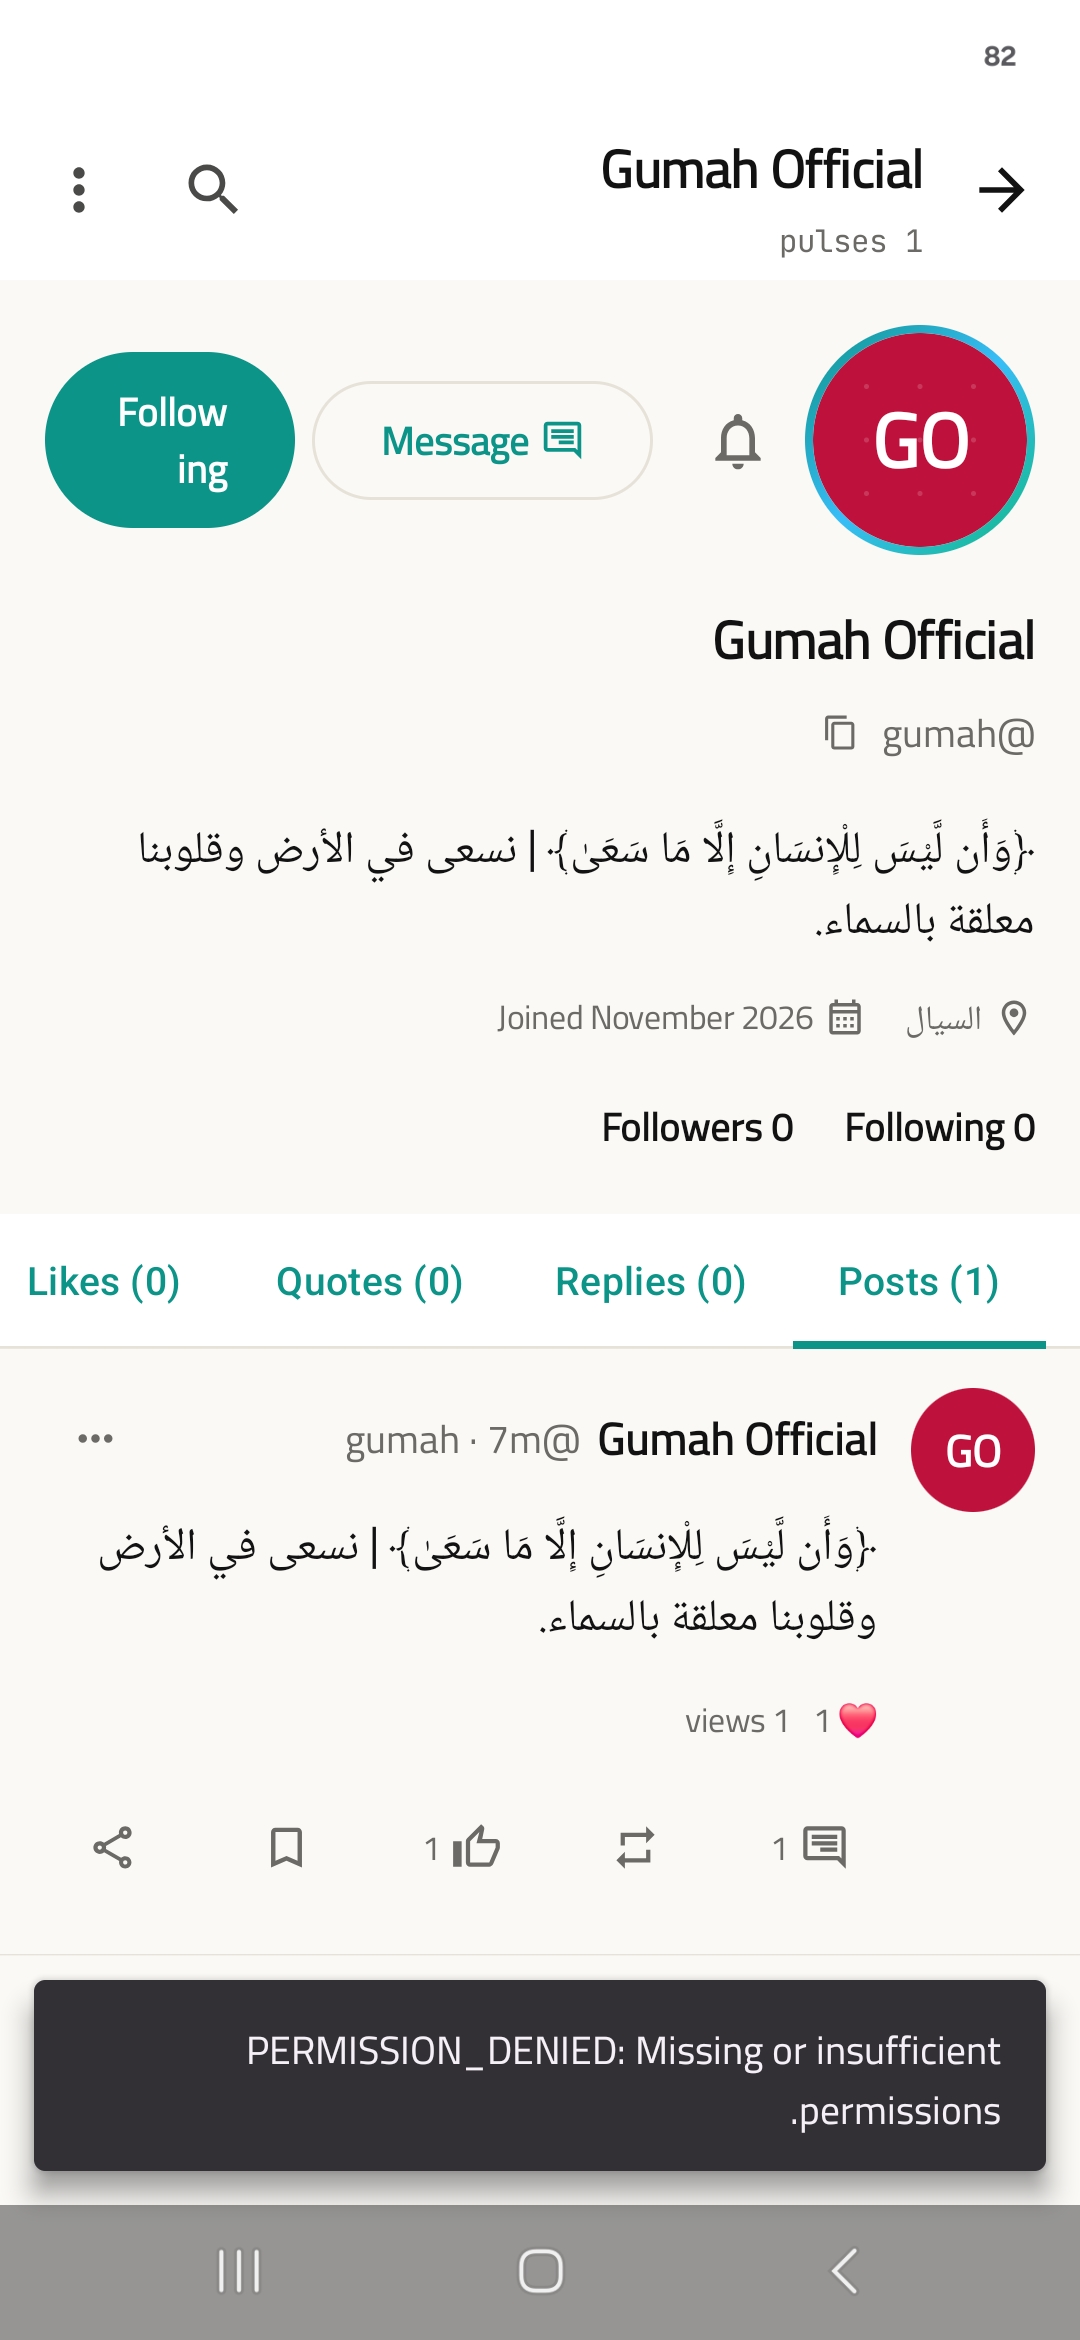 82
Gumah Official
pulses 1
Follow
ing
Message
GO
Gumah Official
gumah@
﴿وَأَن لَّيْسَ لِلْإِنسَانِ إِلَّا مَا سَعَىٰ﴾ | نسعى في الأرض وقلوبنا
معلقة بالسماء.
السيال
Joined November 2026
Following 0
Followers 0
Posts (1)
Replies (0)
Quotes (0)
Likes (0)
GO
Gumah Official
gumah · 7m@
﴿وَأَن لَّيْسَ لِلْإِنسَانِ إِلَّا مَا سَعَىٰ﴾ | نسعى في الأرض
وقلوبنا معلقة بالسماء.
❤️ 1 views 1
1
1
PERMISSION_DENIED: Missing or insufficient
.permissions